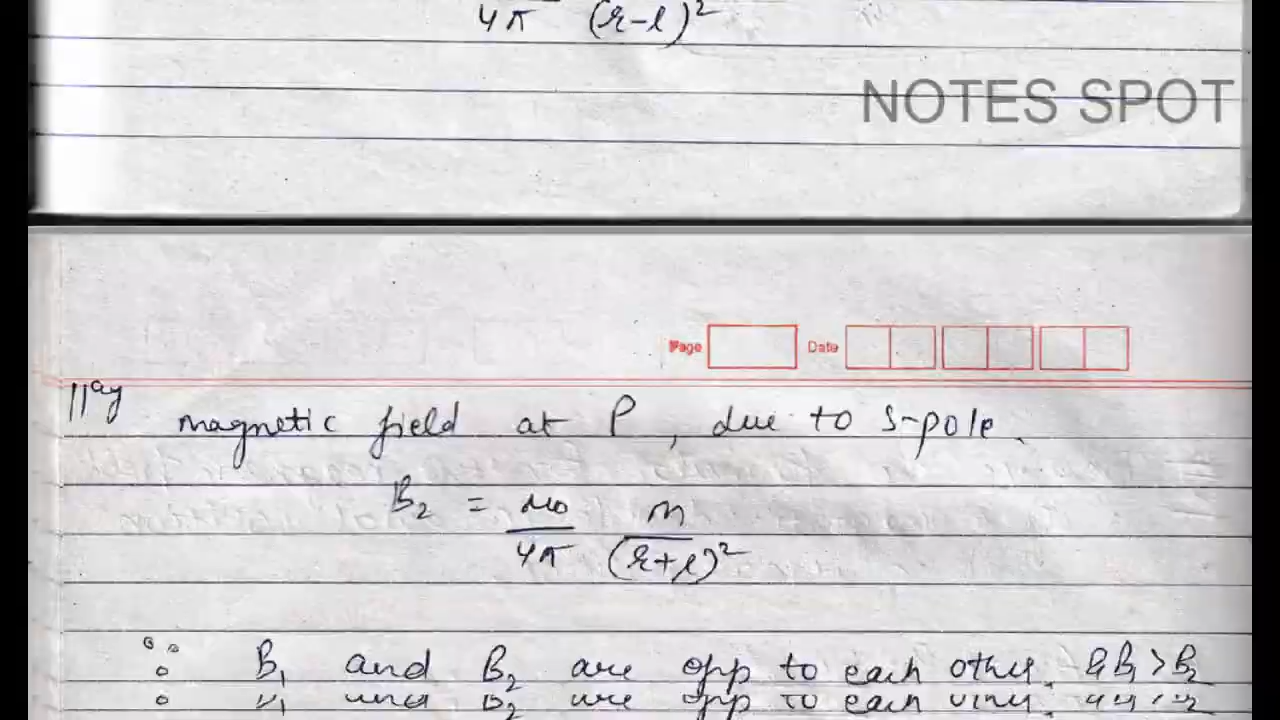 4π (r-l)²
NOTES SPOT
Page Date
11ly magnetic field at P, due to S-pole.
B₂ = μ₀ m
4π (r+l)²
∵ B₁ and B₂ are opp to each other. & B₁ > B₂